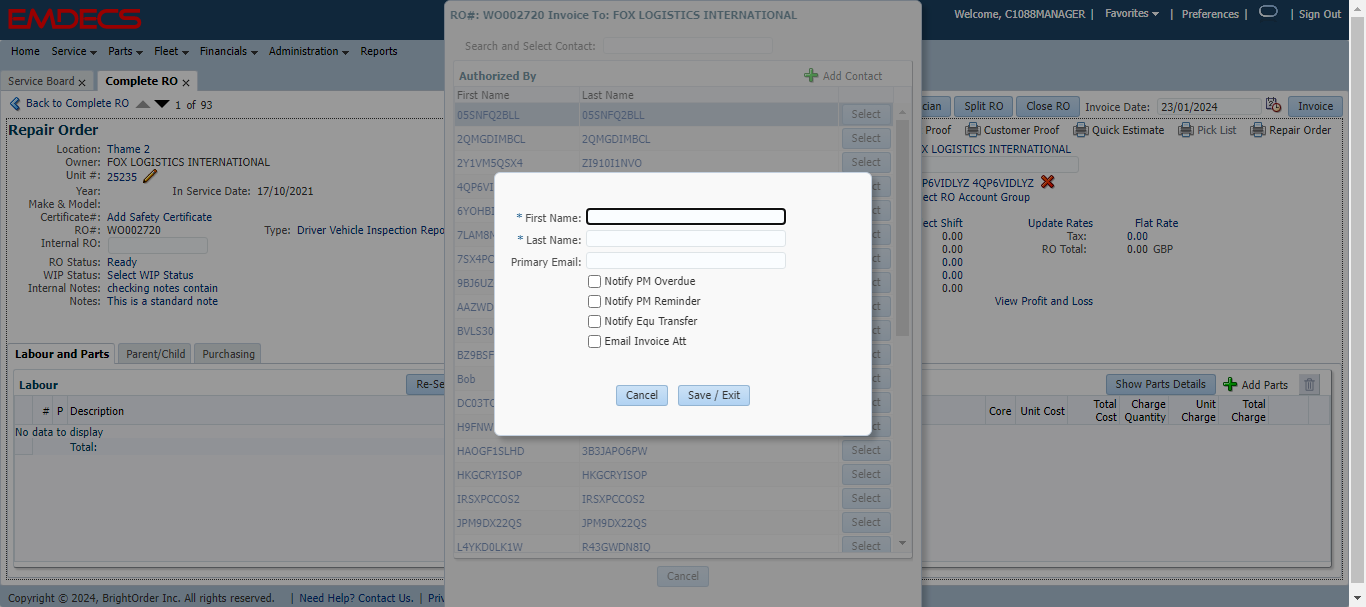 EMDECS
Welcome, C1088MANAGER | Favorites | Preferences | | Sign Out
Home Service Parts Fleet Financials Administration Reports
Service Board x Complete RO x
Back to Complete RO 1 of 93
Split RO Close RO Invoice Date: 23/01/2024 Invoice
Repair Order
Proof Customer Proof Quick Estimate Pick List Repair Order
Location: Thame 2
Owner: FOX LOGISTICS INTERNATIONAL
Unit #: 25235
Year: In Service Date: 17/10/2021
Make & Model:
Certificate#: Add Safety Certificate
RO#: WO002720 Type: Driver Vehicle Inspection Repo
Internal RO:
RO Status: Ready
WIP Status: Select WIP Status
Internal Notes: checking notes contain
Notes: This is a standard note
X LOGISTICS INTERNATIONAL
P6VIDLYZ 4QP6VIDLYZ
ect RO Account Group
ect Shift Update Rates Flat Rate
0.00 Tax: 0.00
0.00 RO Total: 0.00 GBP
0.00
0.00
0.00
View Profit and Loss
Labour and Parts Parent/Child Purchasing
Labour Re-Se
# P Description
No data to display
Total:
Show Parts Details Add Parts
Core Unit Cost Total Cost Charge Quantity Unit Charge Total Charge
RO#: WO002720 Invoice To: FOX LOGISTICS INTERNATIONAL
Search and Select Contact:
Authorized By Add Contact
First Name Last Name
05SNFQ2BLL 05SNFQ2BLL Select
2QMGDIMBCL 2QMGDIMBCL Select
2Y1VM5QSX4 ZI910I1NVO Select
4QP6VI
6YOHB
7LAM8N
7SX4PC
9BJ6UZ
AAZWD
BVLS30
BZ9BSF
Bob
DC03TC
H9FNW
HAOGF1SLHD 3B3JAPO6PW Select
HKGCRYISOP HKGCRYISOP Select
IRSXPCCOS2 IRSXPCCOS2 Select
JPM9DX22QS JPM9DX22QS Select
L4YKD0LK1W R43GWDN8IQ Select
Cancel
* First Name:
* Last Name:
Primary Email:
Notify PM Overdue
Notify PM Reminder
Notify Equ Transfer
Email Invoice Att
Cancel Save / Exit
Copyright © 2024, BrightOrder Inc. All rights reserved. | Need Help? Contact Us. | Priv